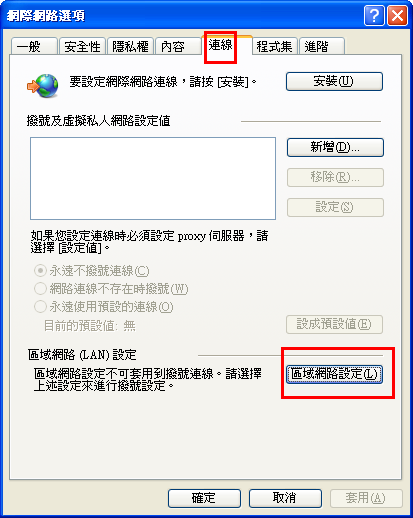 網際網路選項
一般 安全性 隱私權 內容 連線 程式集 進階
要設定網際網路連線，請按 [安裝]。 安裝(U)
撥號及虛擬私人網路設定值
新增(D)...
移除(R)...
設定(S)
如果您設定連線時必須設定 proxy 伺服器，請
選擇 [設定值]。
永遠不撥號連線(C)
網路連線不存在時撥號(W)
永遠使用預設的連線(O)
目前的預設值: 無 設成預設值(E)
區域網路 (LAN) 設定
區域網路設定不可套用到撥號連線。請選擇 區域網路設定(L)
上述設定來進行撥號設定。
確定 取消 套用(A)